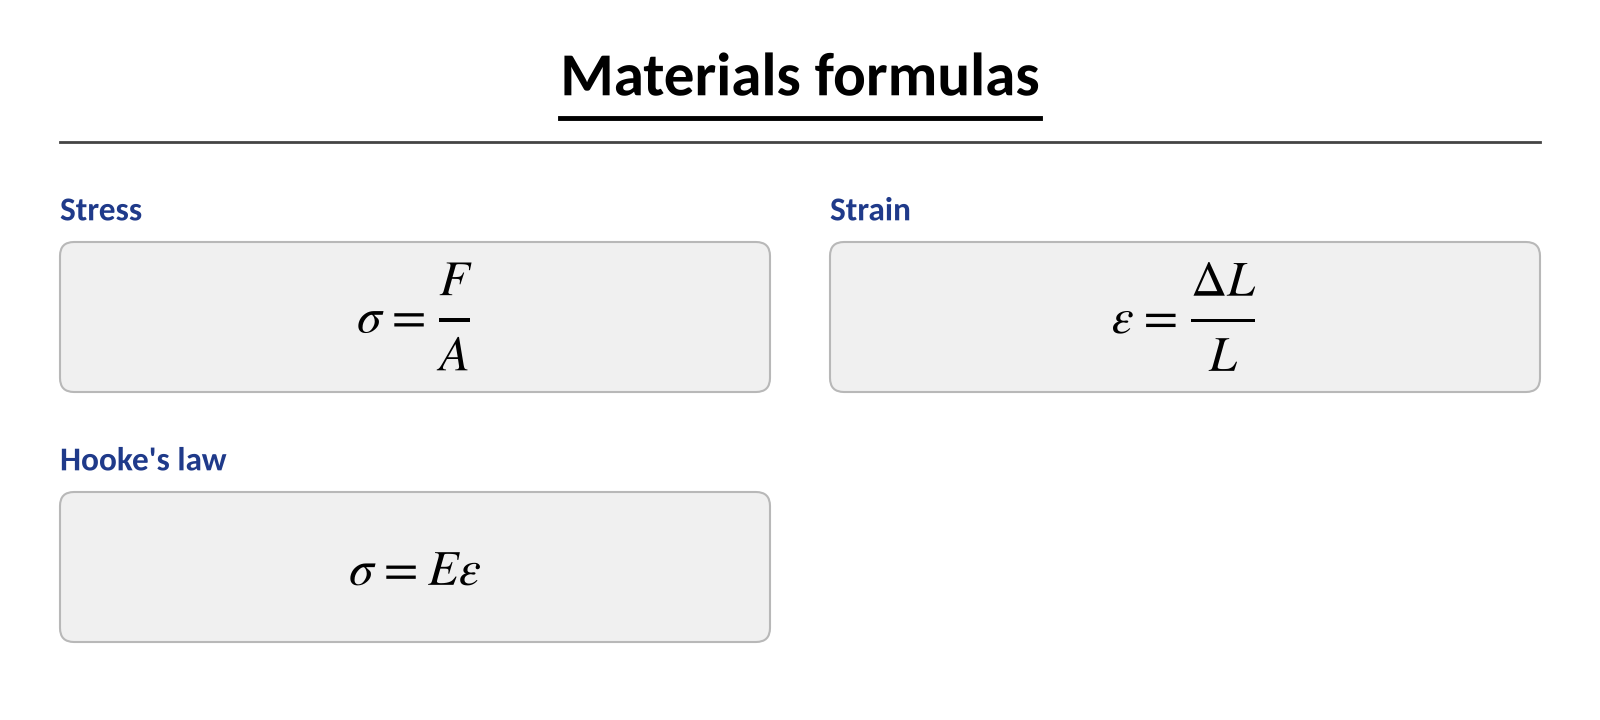 Materials formulas
Stress
σ = F/A
Strain
ε = ΔL/L
Hooke's law
σ = Eε